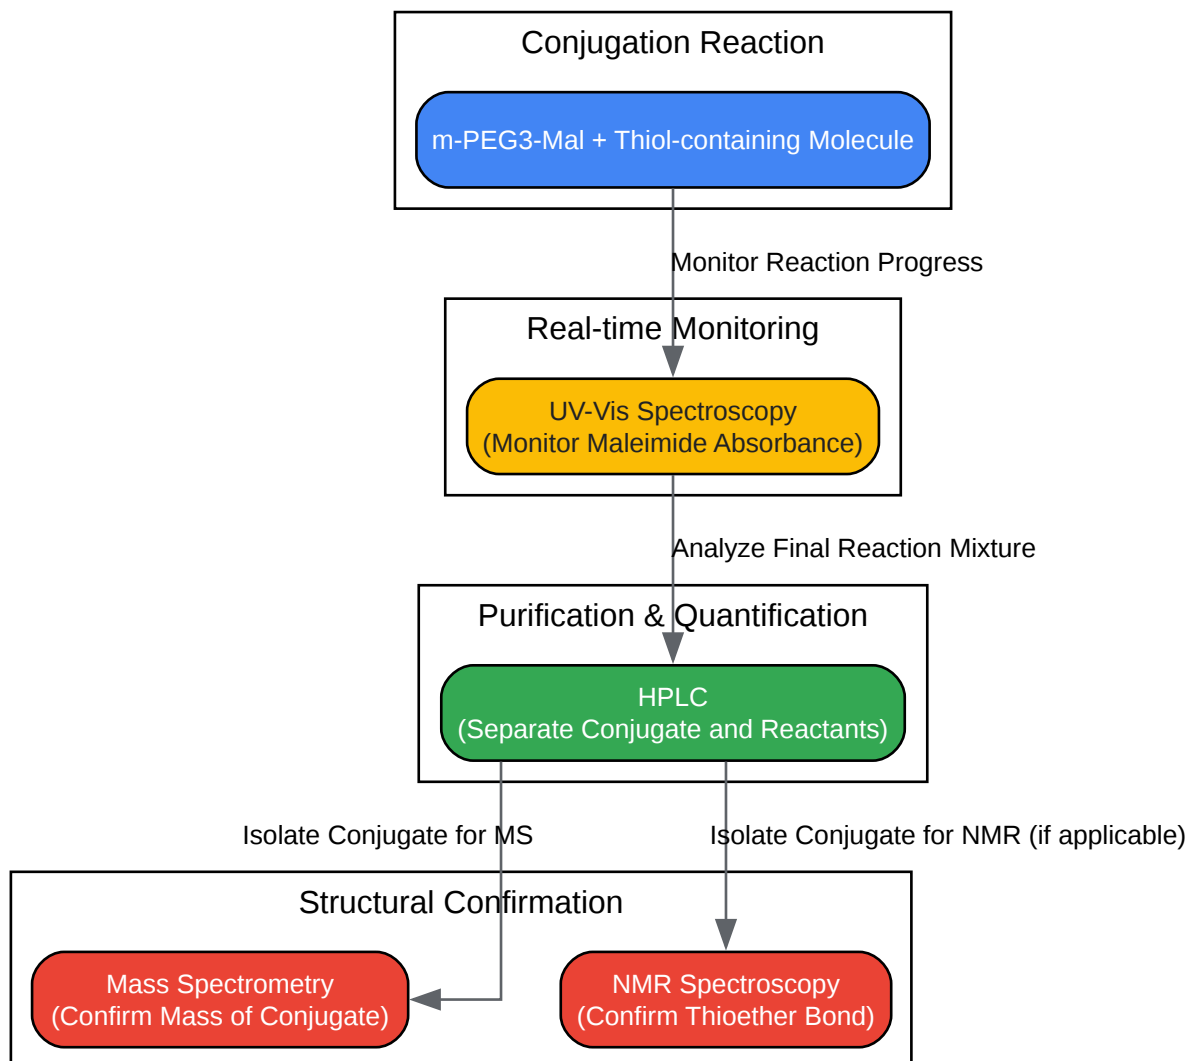 Conjugation Reaction
m-PEG3-Mal + Thiol-containing Molecule
Monitor Reaction Progress
Real-time Monitoring
UV-Vis Spectroscopy
(Monitor Maleimide Absorbance)
Analyze Final Reaction Mixture
Purification & Quantification
HPLC
(Separate Conjugate and Reactants)
Isolate Conjugate for MS
Isolate Conjugate for NMR (if applicable)
Structural Confirmation
Mass Spectrometry
(Confirm Mass of Conjugate)
NMR Spectroscopy
(Confirm Thioether Bond)